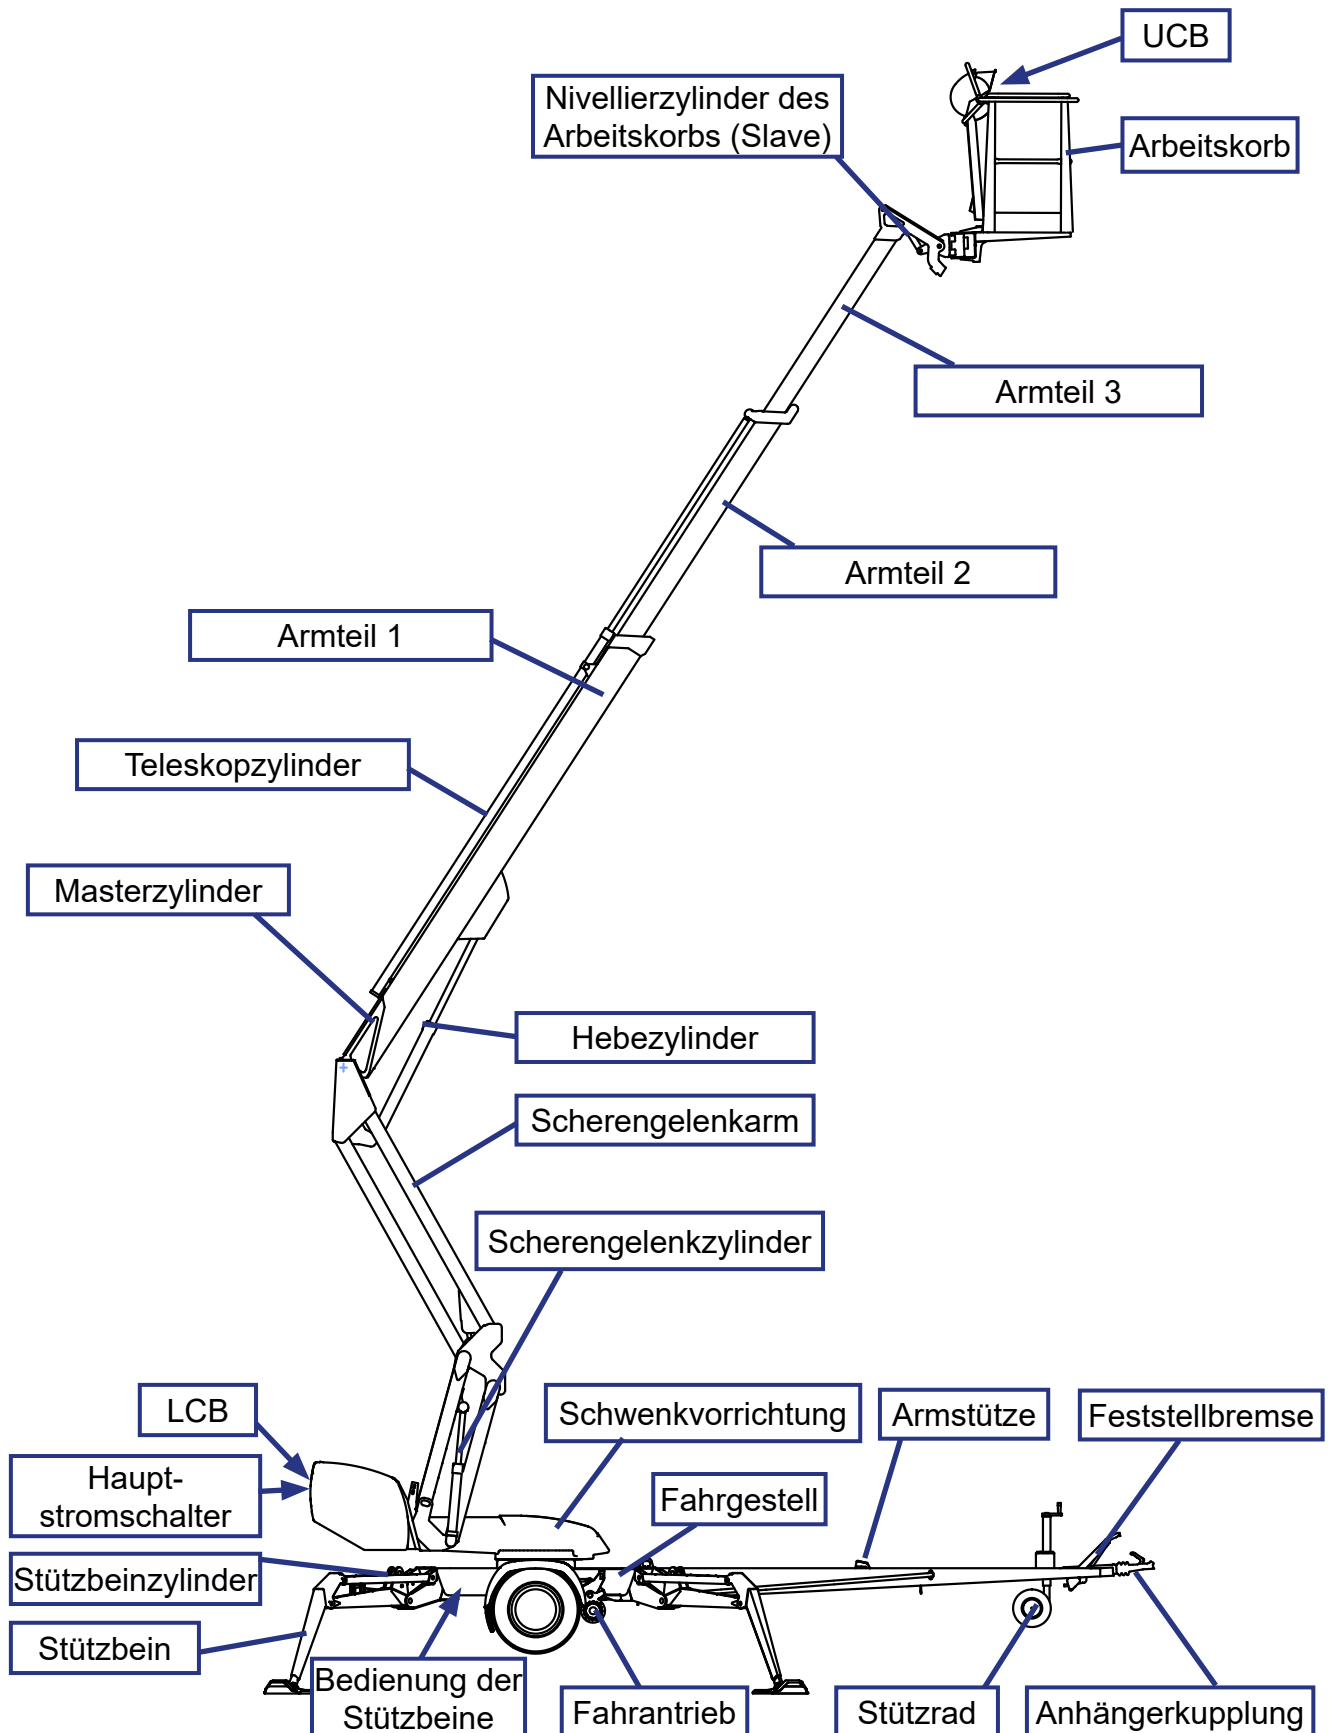 UCB
Nivellierzylinder des
Arbeitskorbs (Slave)
Arbeitskorb
Armteil 3
Armteil 2
Armteil 1
Teleskopzylinder
Masterzylinder
Hebezylinder
Scherengelenkarm
Scherengelenkzylinder
LCB
Schwenkvorrichtung
Armstütze
Feststellbremse
Haupt-
stromschalter
Fahrgestell
Stützbeinzylinder
Stützbein
Bedienung der
Stützbeine
Fahrantrieb
Stützrad
Anhängerkupplung